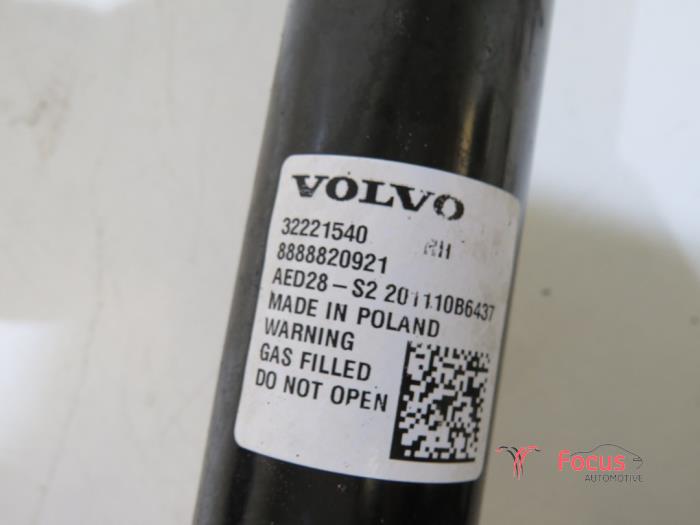 VOLVO
32221540 RH
8888820921
AED28-S2 201110B6437
MADE IN POLAND
WARNING
GAS FILLED
DO NOT OPEN
Focus
AUTOMOTIVE